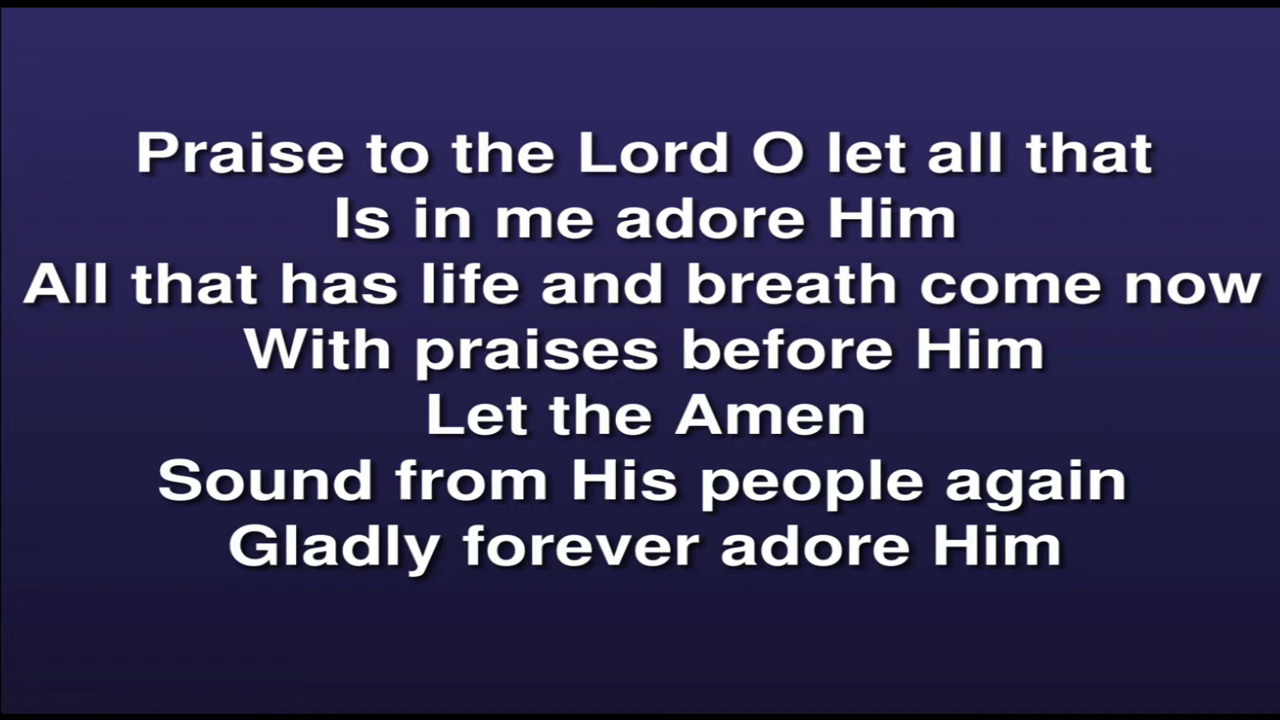 Praise to the Lord O let all that
Is in me adore Him
All that has life and breath come now
With praises before Him
Let the Amen
Sound from His people again
Gladly forever adore Him